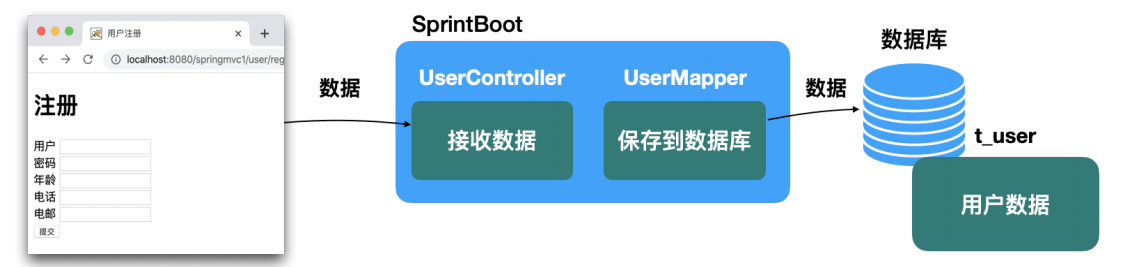 用户注册
localhost:8080/springmvc1/user/reg
注册
用户
密码
年龄
电话
电邮
提交
数据
SprintBoot
UserController
接收数据
UserMapper
保存到数据库
数据
数据库
t_user
用户数据